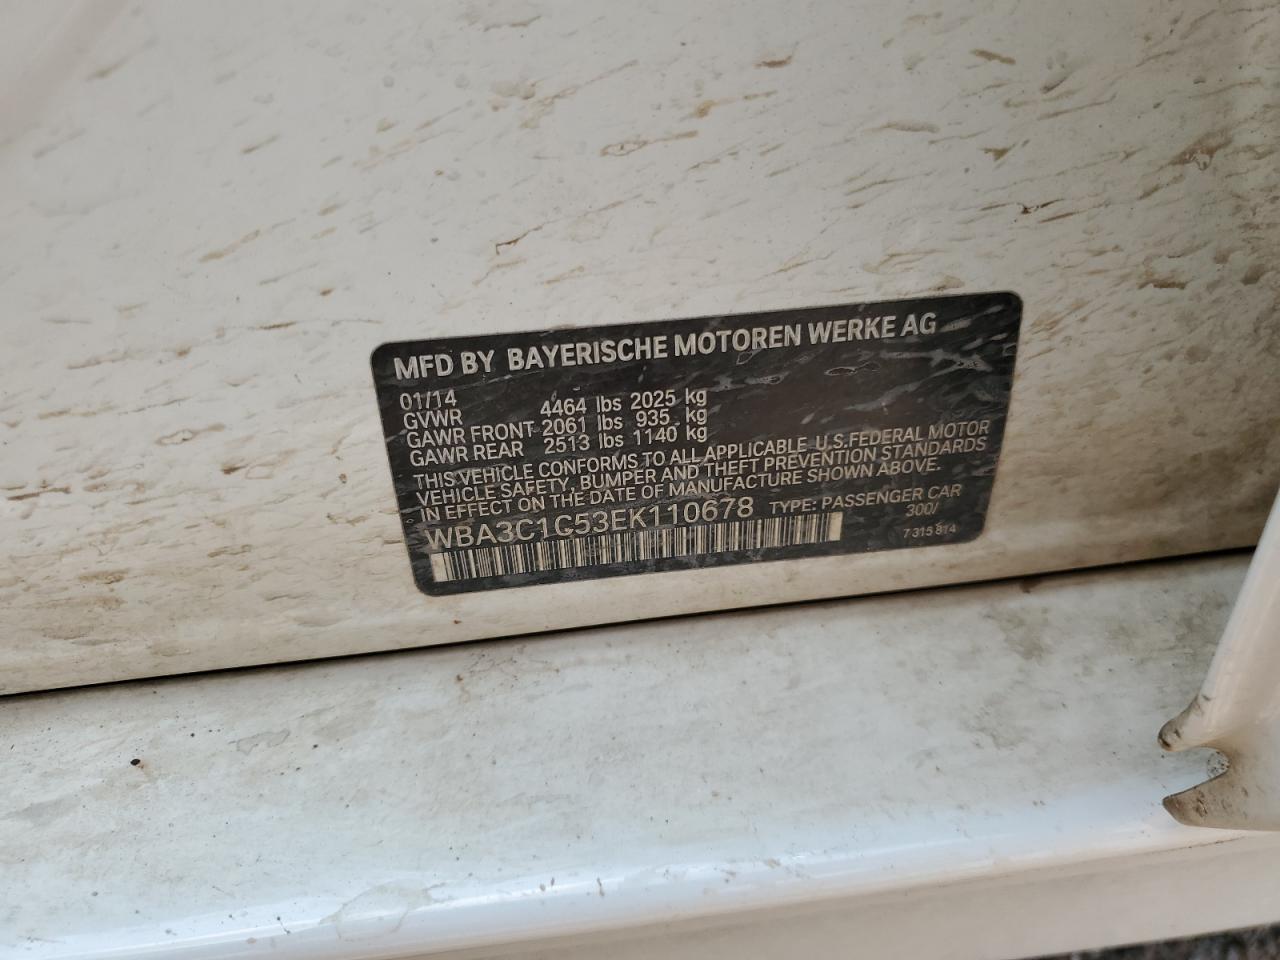 MFD BY BAYERISCHE MOTOREN WERKE AG
01/14
GVWR 4464 lbs 2025 kg
GAWR FRONT 2061 lbs 935 kg
GAWR REAR 2513 lbs 1140 kg
THIS VEHICLE CONFORMS TO ALL APPLICABLE U.S.FEDERAL MOTOR
VEHICLE SAFETY, BUMPER AND THEFT PREVENTION STANDARDS
IN EFFECT ON THE DATE OF MANUFACTURE SHOWN ABOVE.
WBA3C1C53EK110678 TYPE: PASSENGER CAR
300/
7 315 814